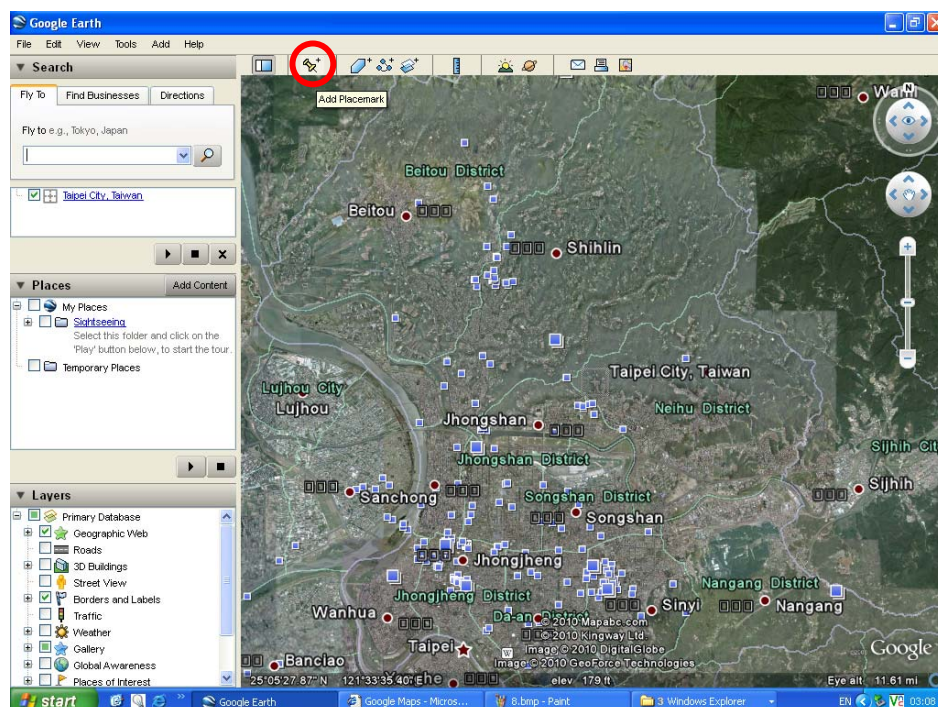 Google Earth
File Edit View Tools Add Help
Search
Add Placemark
Fly To Find Businesses Directions
Fly to e.g., Tokyo, Japan
Taipei City, Taiwan
Places Add Content
My Places
Sightseeing
Select this folder and click on the
'Play' button below, to start the tour.
Temporary Places
Layers
Primary Database
Geographic Web
Roads
3D Buildings
Street View
Borders and Labels
Traffic
Weather
Gallery
Global Awareness
Places of Interest
N
Beitou District
Beitou
Shihlin
Taipei City, Taiwan
Lujhou City
Lujhou
Neihu District
Jhongshan
Jhongshan District
Sijhih
Sanchong
Songshan District
Songshan
Jhongjheng
Nangang District
Jhongjheng District
Sinyi
Nangang
Wanhua
© 2010 Mapabc.com
© 2010 Kingway Ltd.
Taipei
Image © 2010 DigitalGlobe
Google
Banciao
Image © 2010 GeoForce Technologies
25°05'27.87" N
elev 179 ft
Eye alt 11.61 mi
start
Google Earth
Google Maps - Micros...
8.bmp - Paint
3 Windows Explorer
EN
03:08